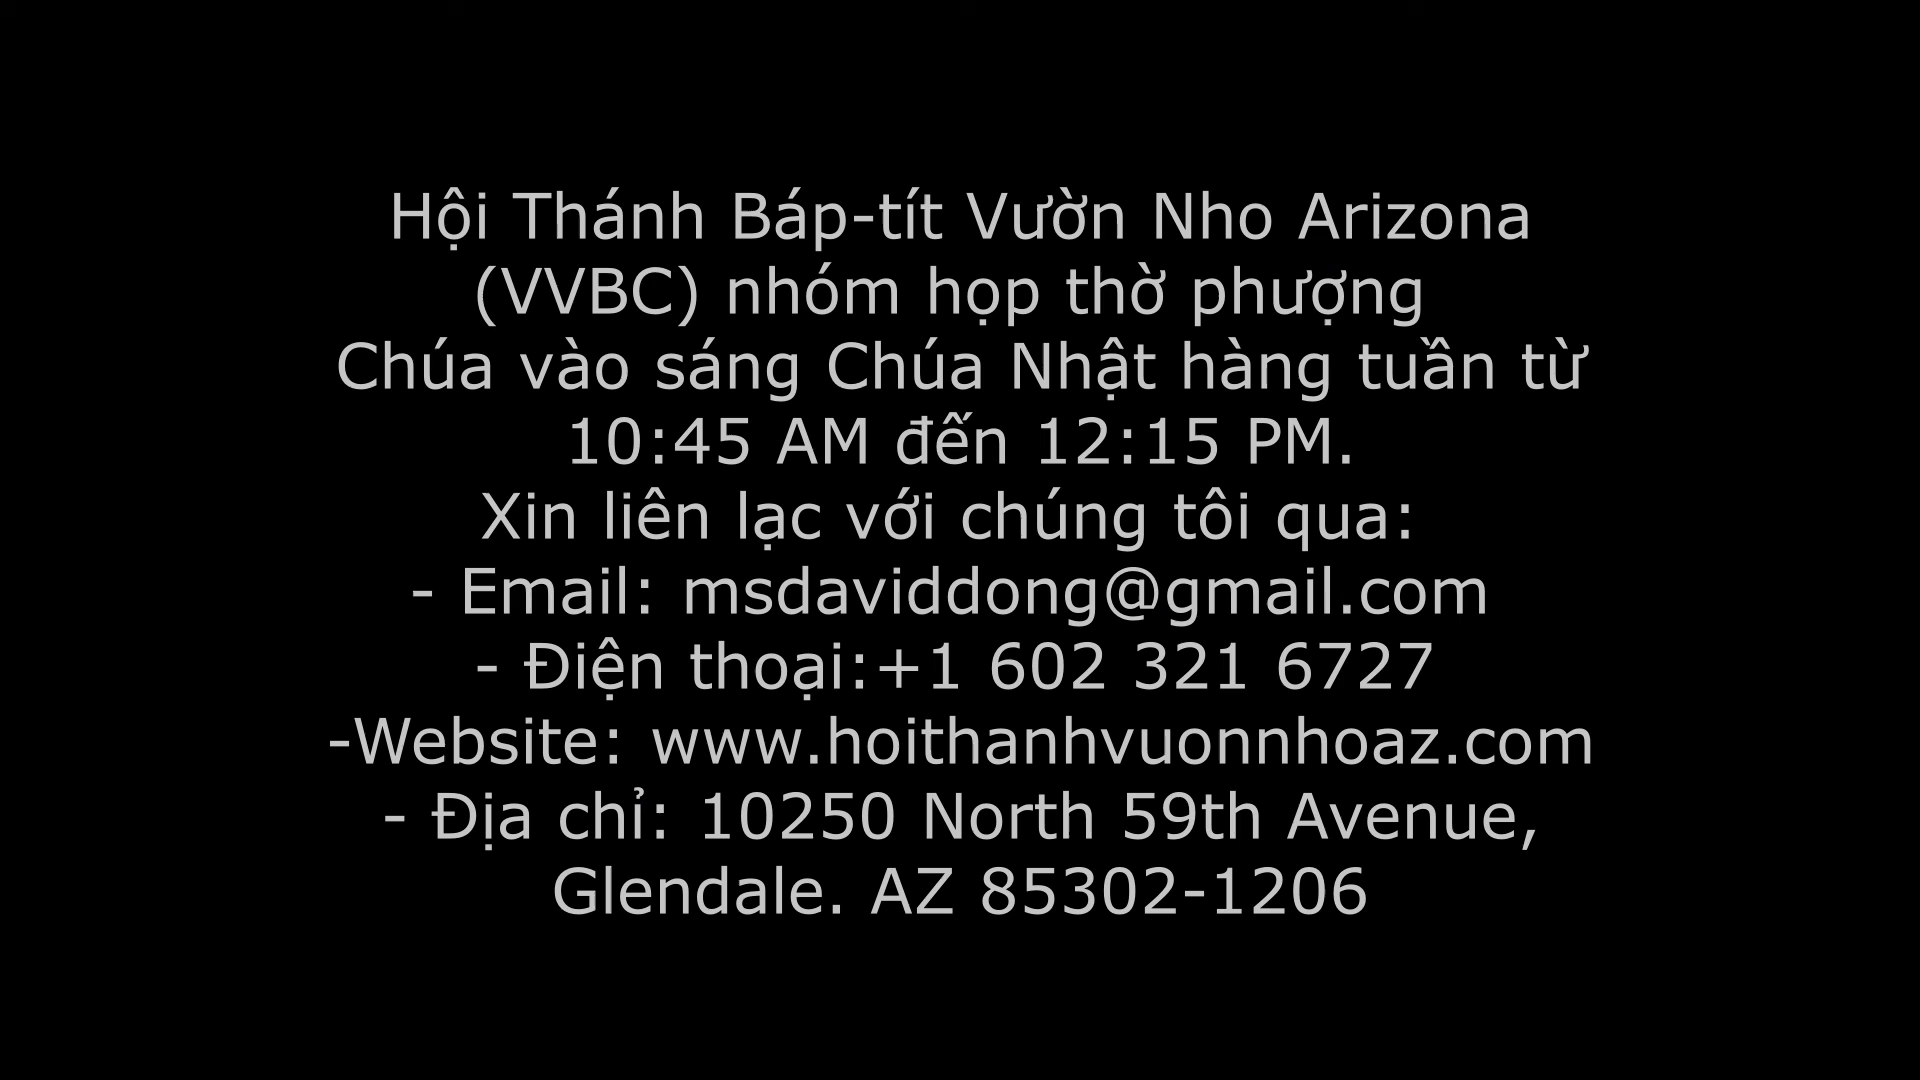 Hội Thánh Báp-tít Vườn Nho Arizona
(VVBC) nhóm họp thờ phượng
Chúa vào sáng Chúa Nhật hàng tuần từ
10:45 AM đến 12:15 PM.
Xin liên lạc với chúng tôi qua:
- Email: msdaviddong@gmail.com
- Điện thoại:+1 602 321 6727
-Website: www.hoithanhvuonnhoaz.com
- Địa chỉ: 10250 North 59th Avenue,
Glendale. AZ 85302-1206